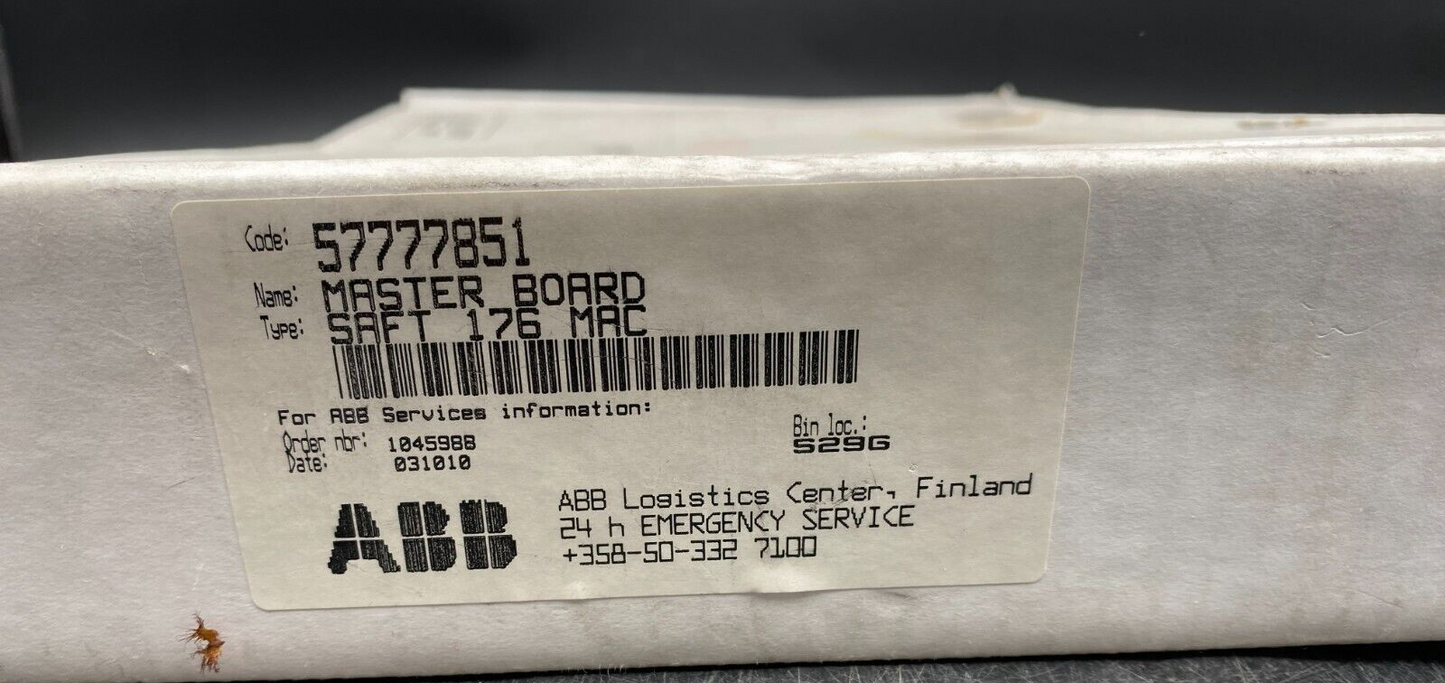 Code: 57777851
Name: MASTER BOARD
Type: SAFT 176 MAC
For ABB Services information:
Order nbr: 1045988
Date: 031010
Bin loc.:
S29G
ABB
ABB Logistics Center, Finland
24 h EMERGENCY SERVICE
+358-50-332 7100